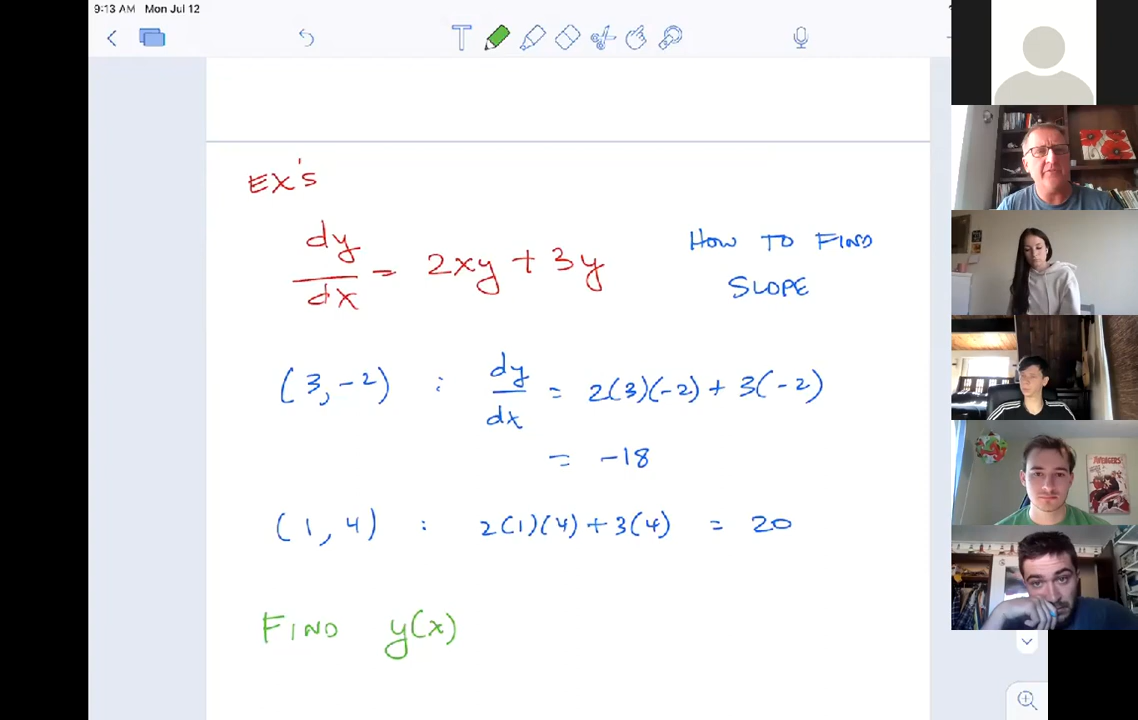 9:13 AM Mon Jul 12
T
EX's
dy/dx = 2xy + 3y
HOW TO FIND
SLOPE
(3, -2) : dy/dx = 2(3)(-2) + 3(-2)
= -18
(1, 4) : 2(1)(4) + 3(4) = 20
FIND y(x)
AVENGERS